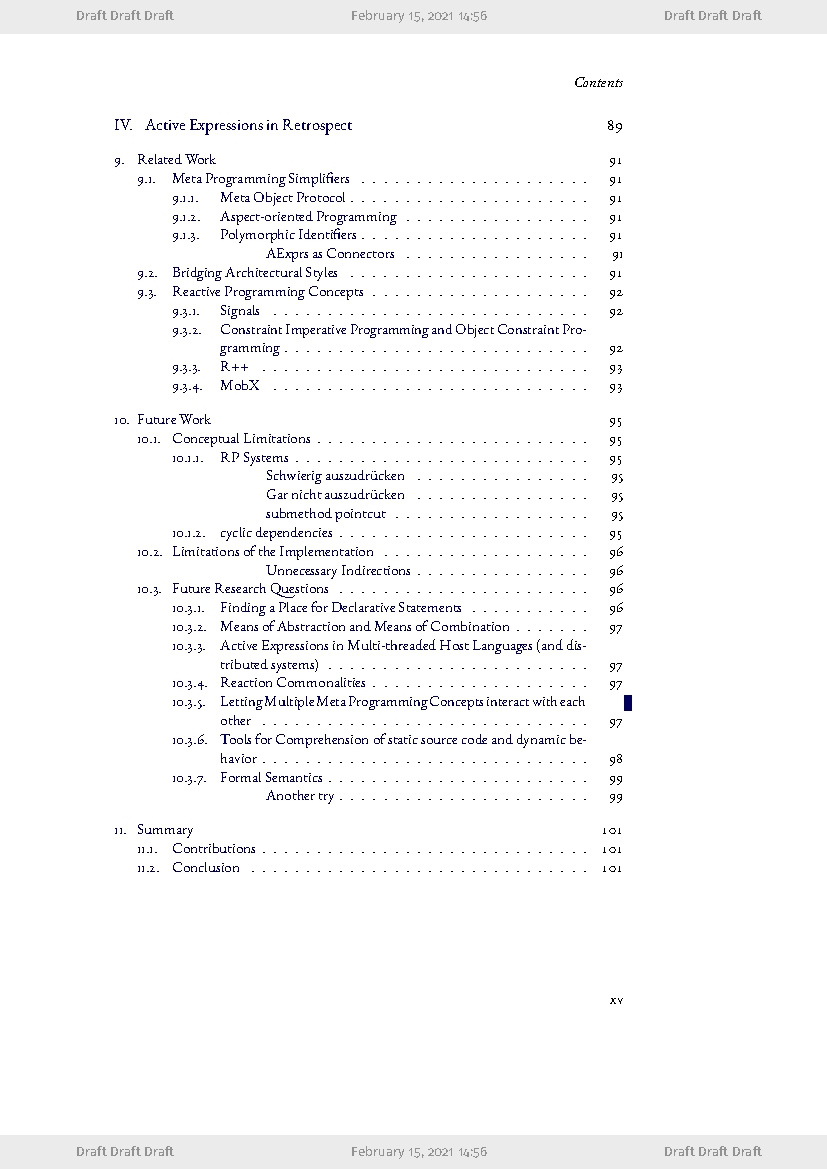 Draft Draft Draft February 15, 2021 14:56 Draft Draft Draft
Contents
IV. Active Expressions in Retrospect 89
9. Related Work 91
9.1. Meta Programming Simplifiers . . . . . . . . . . . . . . . . . . . . . 91
9.1.1. Meta Object Protocol . . . . . . . . . . . . . . . . . . . . . 91
9.1.2. Aspect-oriented Programming . . . . . . . . . . . . . . . . 91
9.1.3. Polymorphic Identifiers . . . . . . . . . . . . . . . . . . . . 91
AExprs as Connectors . . . . . . . . . . . . . . . . 91
9.2. Bridging Architectural Styles . . . . . . . . . . . . . . . . . . . . . 91
9.3. Reactive Programming Concepts . . . . . . . . . . . . . . . . . . . 92
9.3.1. Signals . . . . . . . . . . . . . . . . . . . . . . . . . . . . 92
9.3.2. Constraint Imperative Programming and Object Constraint Pro-
gramming . . . . . . . . . . . . . . . . . . . . . . . . . . . 92
9.3.3. R++ . . . . . . . . . . . . . . . . . . . . . . . . . . . . . 93
9.3.4. MobX . . . . . . . . . . . . . . . . . . . . . . . . . . . . 93
10. Future Work 95
10.1. Conceptual Limitations . . . . . . . . . . . . . . . . . . . . . . . . 95
10.1.1. RP Systems . . . . . . . . . . . . . . . . . . . . . . . . . . 95
Schwierig auszudrücken . . . . . . . . . . . . . . . 95
Gar nicht auszudrücken . . . . . . . . . . . . . . . 95
submethod pointcut . . . . . . . . . . . . . . . . . 95
10.1.2. cyclic dependencies . . . . . . . . . . . . . . . . . . . . . . 95
10.2. Limitations of the Implementation . . . . . . . . . . . . . . . . . . 96
Unnecessary Indirections . . . . . . . . . . . . . . . 96
10.3. Future Research Questions . . . . . . . . . . . . . . . . . . . . . . 96
10.3.1. Finding a Place for Declarative Statements . . . . . . . . . . 96
10.3.2. Means of Abstraction and Means of Combination . . . . . . . 97
10.3.3. Active Expressions in Multi-threaded Host Languages (and dis-
tributed systems) . . . . . . . . . . . . . . . . . . . . . . . 97
10.3.4. Reaction Commonalities . . . . . . . . . . . . . . . . . . . 97
10.3.5. Letting Multiple Meta Programming Concepts interact with each
other . . . . . . . . . . . . . . . . . . . . . . . . . . . . . 97
10.3.6. Tools for Comprehension of static source code and dynamic be-
havior . . . . . . . . . . . . . . . . . . . . . . . . . . . . . 98
10.3.7. Formal Semantics . . . . . . . . . . . . . . . . . . . . . . . 99
Another try . . . . . . . . . . . . . . . . . . . . . 99
11. Summary 101
11.1. Contributions . . . . . . . . . . . . . . . . . . . . . . . . . . . . . 101
11.2. Conclusion . . . . . . . . . . . . . . . . . . . . . . . . . . . . . . 101
xv
Draft Draft Draft February 15, 2021 14:56 Draft Draft Draft